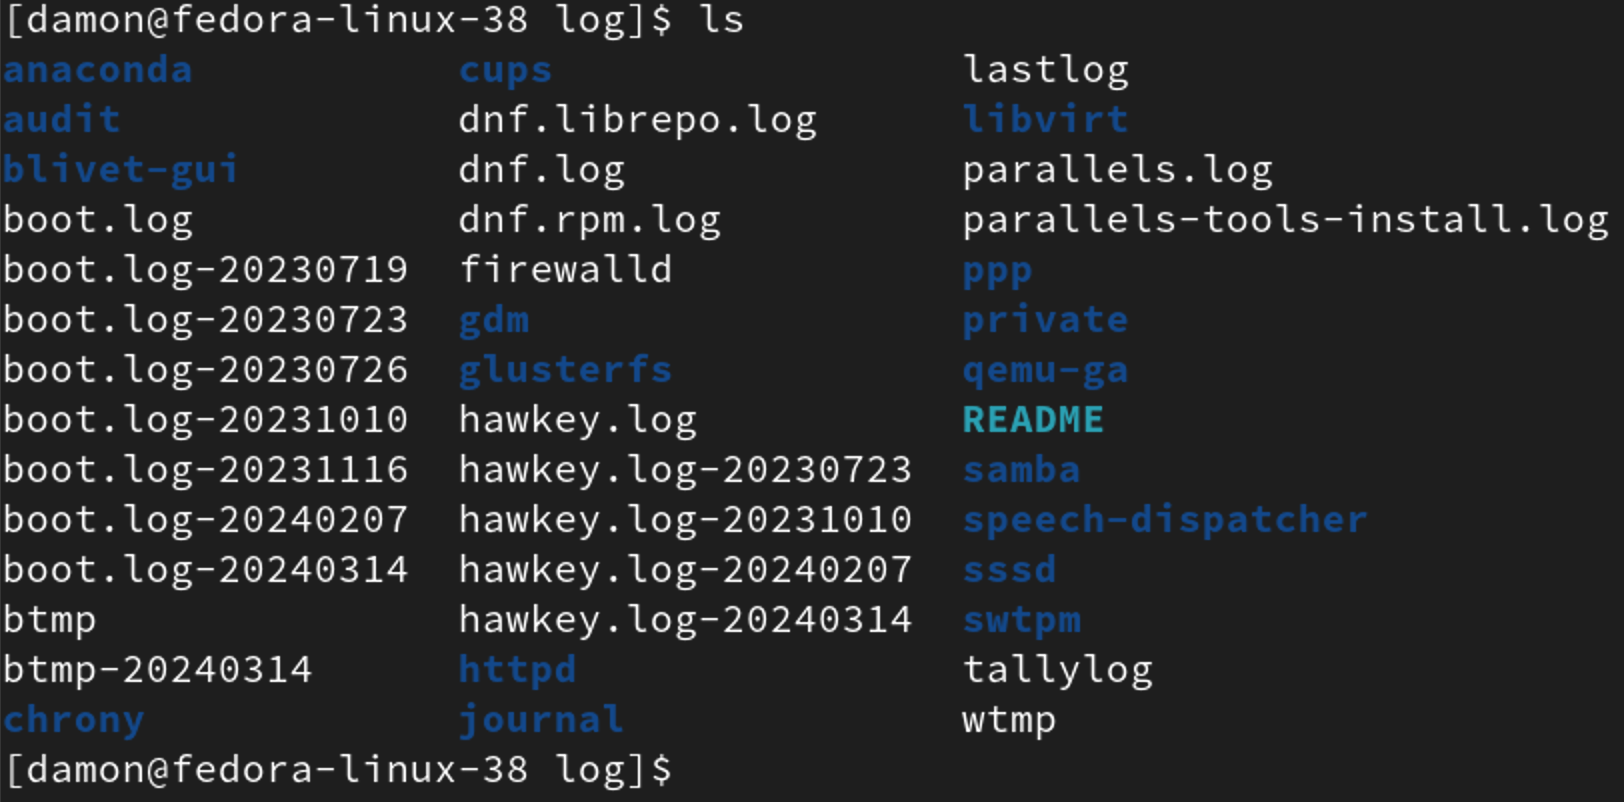 [damon@fedora-linux-38 log]$ ls
anaconda cups lastlog
audit dnf.librepo.log libvirt
blivet-gui dnf.log parallels.log
boot.log dnf.rpm.log parallels-tools-install.log
boot.log-20230719 firewalld ppp
boot.log-20230723 gdm private
boot.log-20230726 glusterfs qemu-ga
boot.log-20231010 hawkey.log README
boot.log-20231116 hawkey.log-20230723 samba
boot.log-20240207 hawkey.log-20231010 speech-dispatcher
boot.log-20240314 hawkey.log-20240207 sssd
btmp hawkey.log-20240314 swtpm
btmp-20240314 httpd tallylog
chrony journal wtmp
[damon@fedora-linux-38 log]$